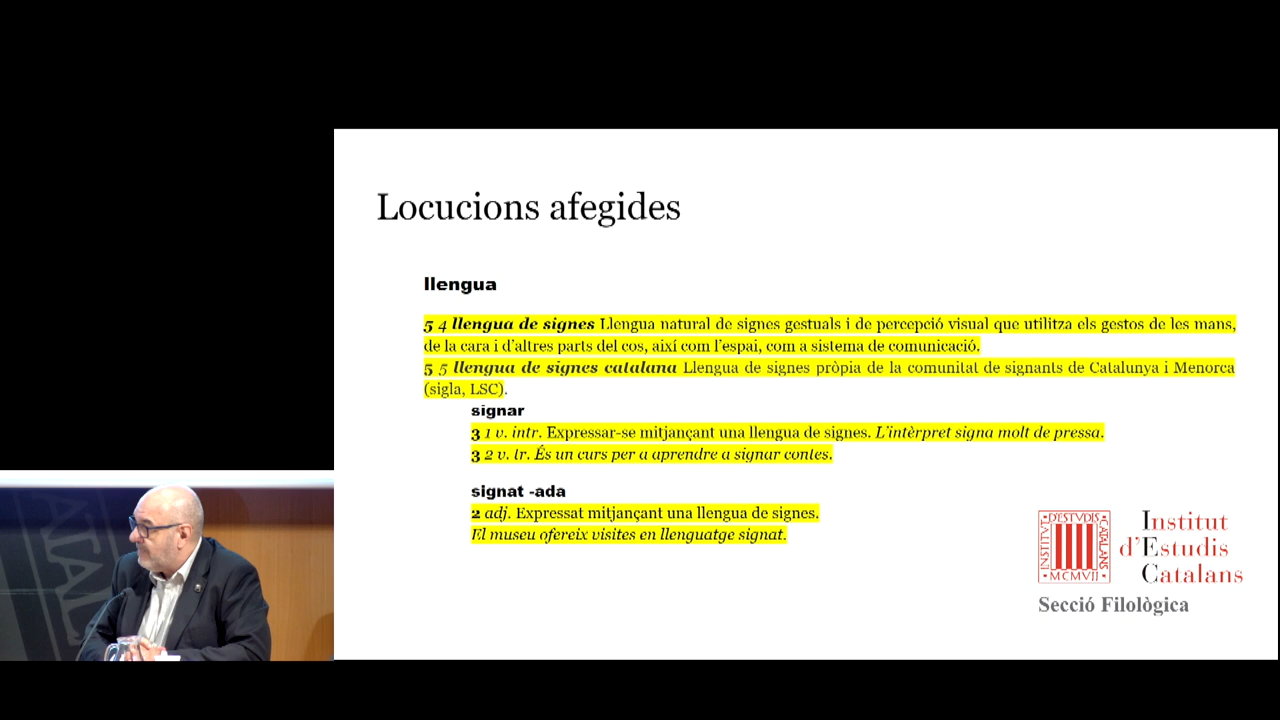 Locucions afegides
llengua
5 4 llengua de signes Llengua natural de signes gestuals i de percepció visual que utilitza els gestos de les mans,
de la cara i d'altres parts del cos, així com l'espai, com a sistema de comunicació.
5 5 llengua de signes catalana Llengua de signes pròpia de la comunitat de signants de Catalunya i Menorca
(sigla, LSC).
signar
3 1 v. intr. Expressar-se mitjançant una llengua de signes. L'intèrpret signa molt de pressa.
3 2 v. tr. És un curs per a aprendre a signar contes.
signat -ada
2 adj. Expressat mitjançant una llengua de signes.
El museu ofereix visites en llenguatge signat.
INSTITVT
D'ESTVDIS
CATALANS
MCMVII
Institut
d'Estudis
Catalans
Secció Filològica